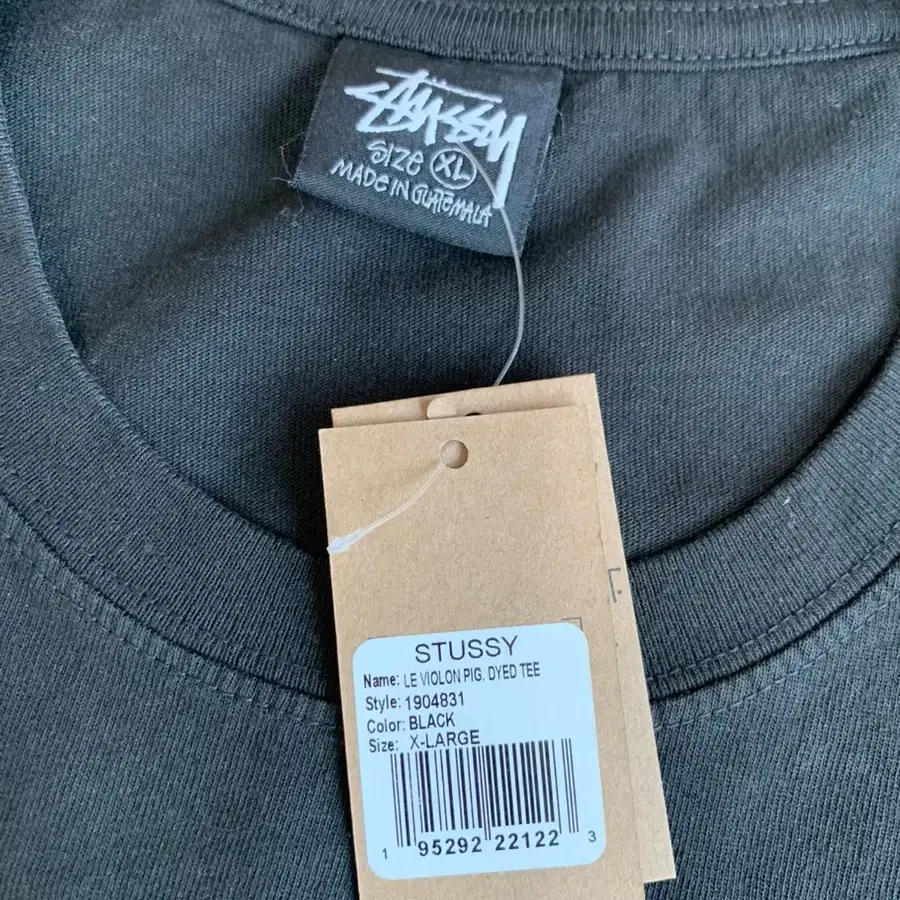 STÜSSY
SIZE XL
MADE IN GUATEMALA
STUSSY
Name: LE VIOLON PIG. DYED TEE
Style: 1904831
Color: BLACK
Size: X-LARGE
1 95292 22122 3